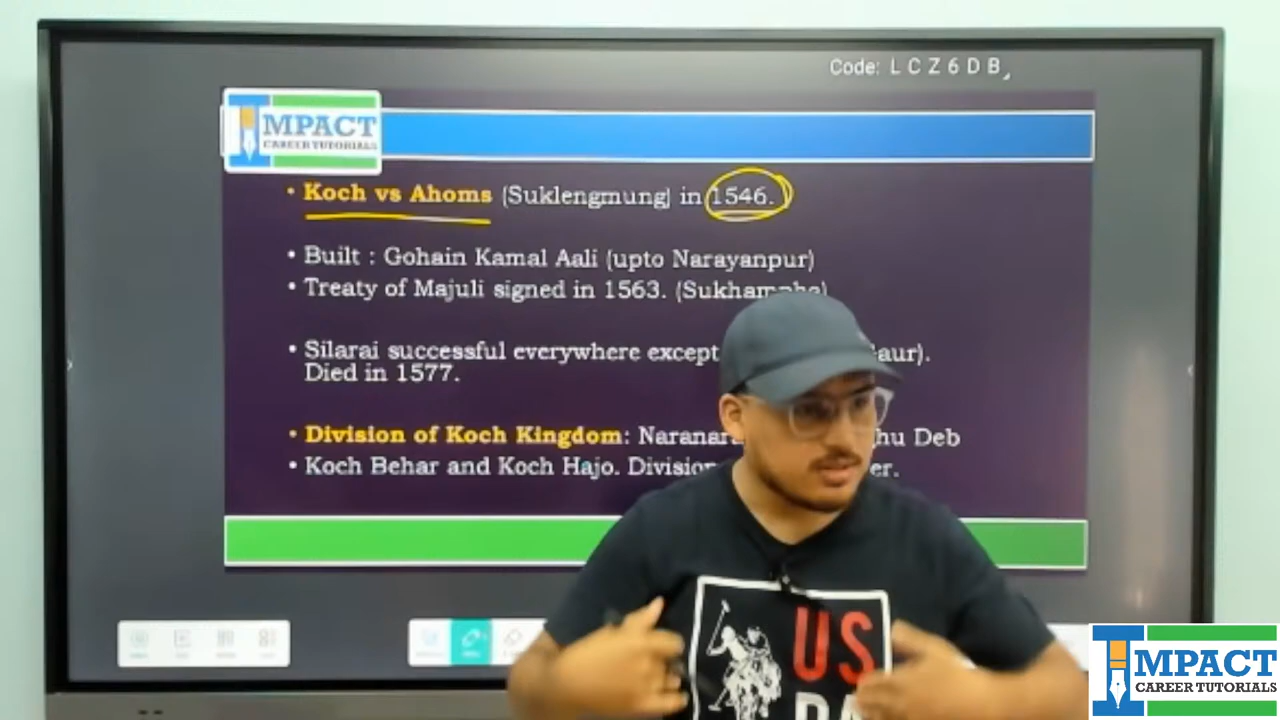 Code: L C Z 6 D B
IMPACT
CAREER TUTORIALS
• Koch vs Ahoms (Suklengmung) in 1546.
• Built : Gohain Kamal Aali (upto Narayanpur)
• Treaty of Majuli signed in 1563.
• Silarai successful everywhere except
Died in 1577.
• Division of Koch Kingdom: Deb
• Koch Behar and Koch Hajo.
US
IMPACT
CAREER TUTORIALS